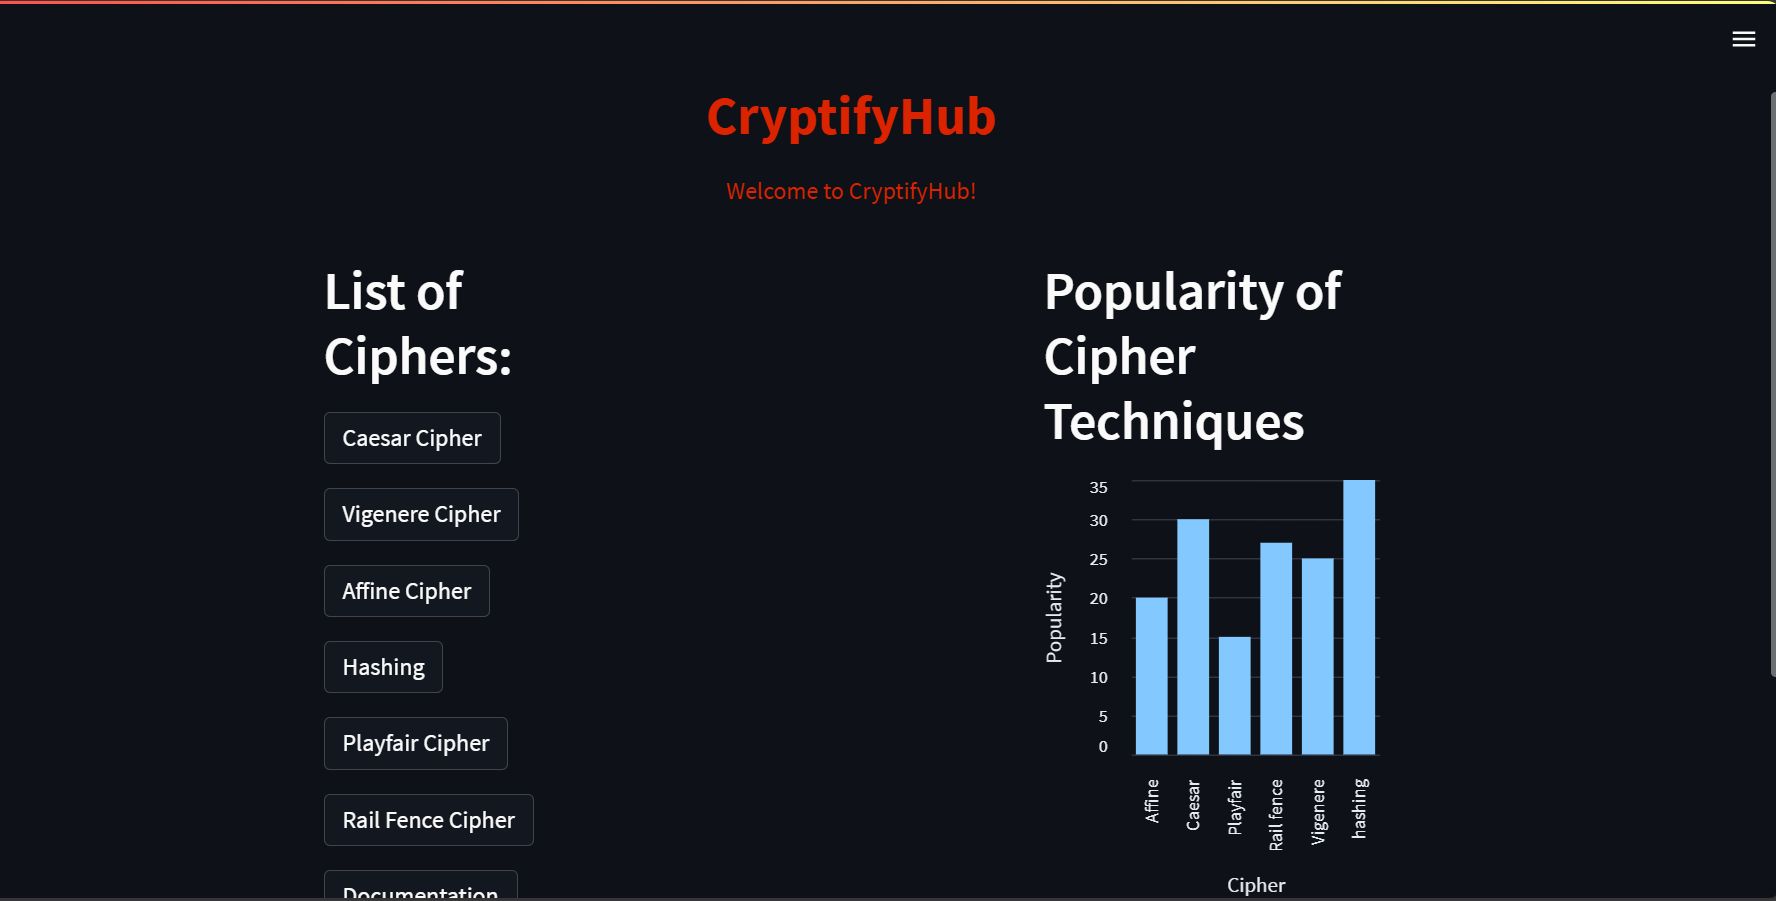 CryptifyHub
Welcome to CryptifyHub!
List of
Ciphers:
Caesar Cipher
Vigenere Cipher
Affine Cipher
Hashing
Playfair Cipher
Rail Fence Cipher
Documentation
Popularity of
Cipher
Techniques
Popularity
35
30
25
20
15
10
5
0
Affine
Caesar
Playfair
Rail fence
Vigenere
hashing
Cipher